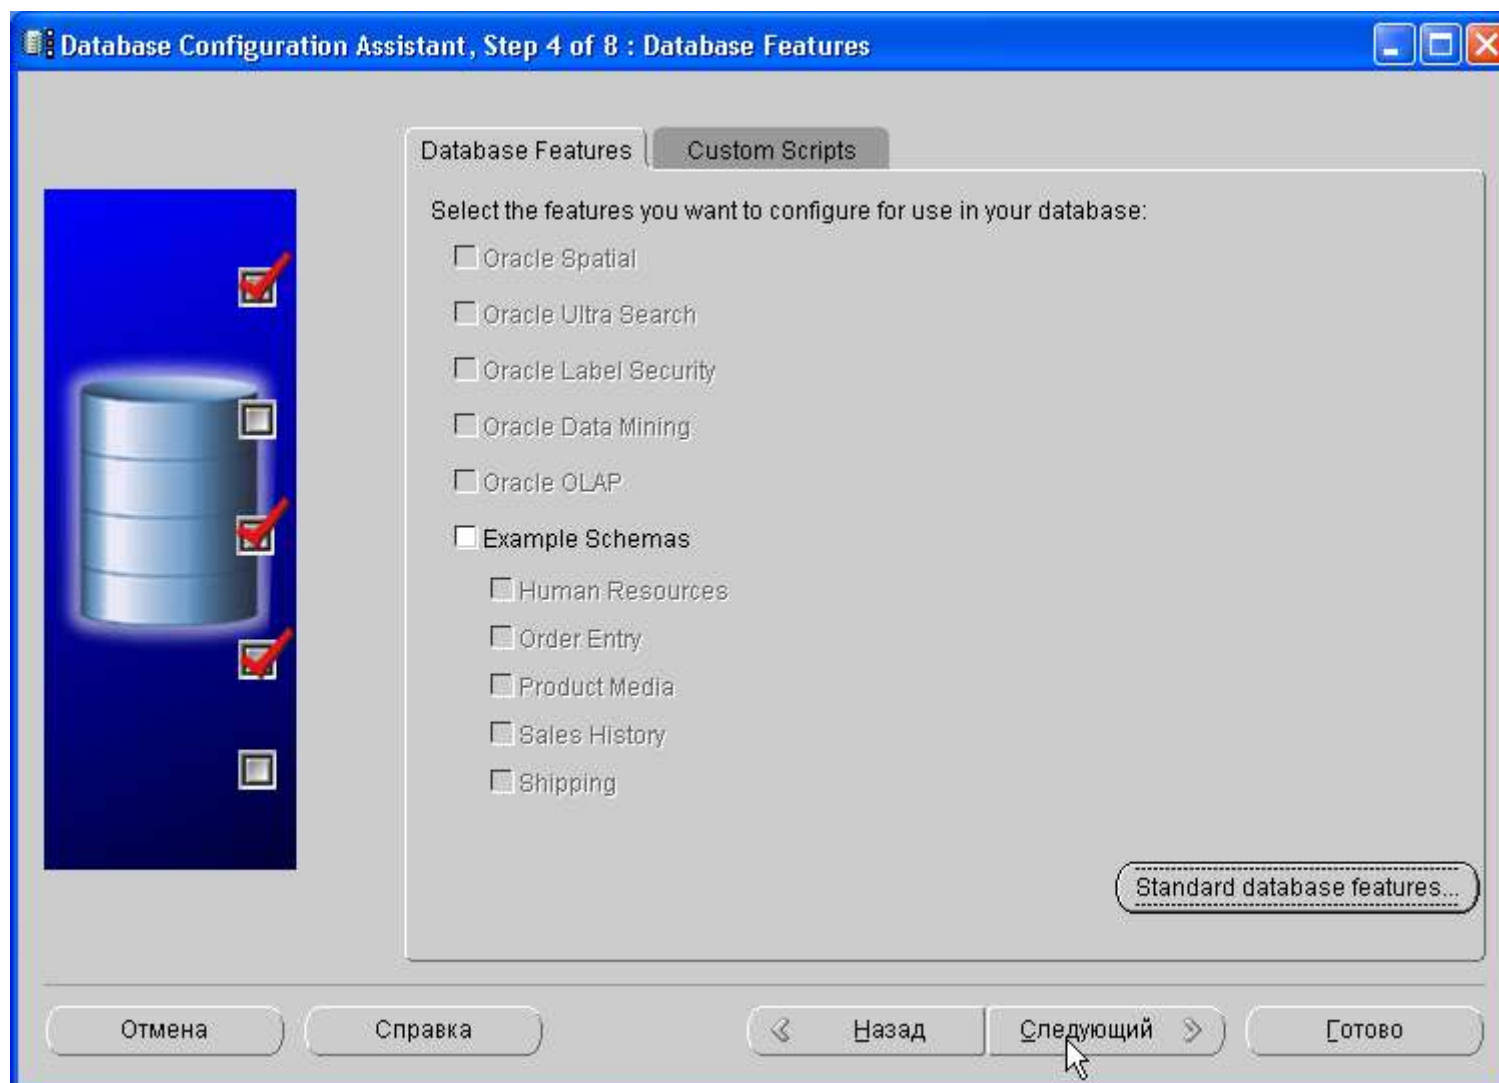 Database Configuration Assistant, Step 4 of 8 : Database Features
Database Features
Custom Scripts
Select the features you want to configure for use in your database:
Oracle Spatial
Oracle Ultra Search
Oracle Label Security
Oracle Data Mining
Oracle OLAP
Example Schemas
Human Resources
Order Entry
Product Media
Sales History
Shipping
Standard database features...
Отмена
Справка
Назад
Следующий
Готово